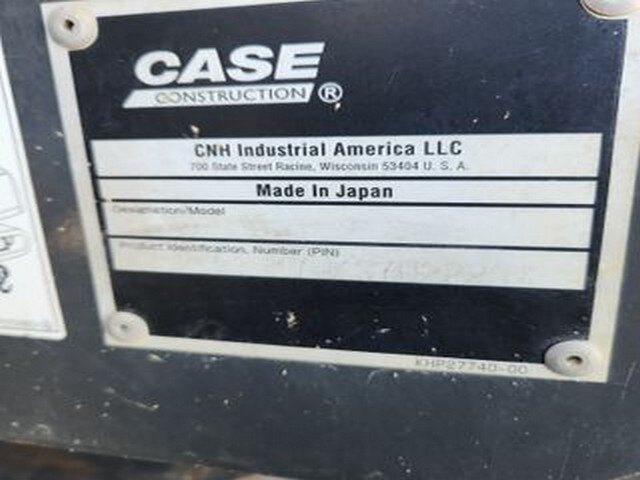 CASE
CONSTRUCTION ®
CNH Industrial America LLC
700 State Street Racine, Wisconsin 53404 U. S. A.
Made In Japan
Designation/Model
Product Identification, Number (PIN)
KHP27740-00